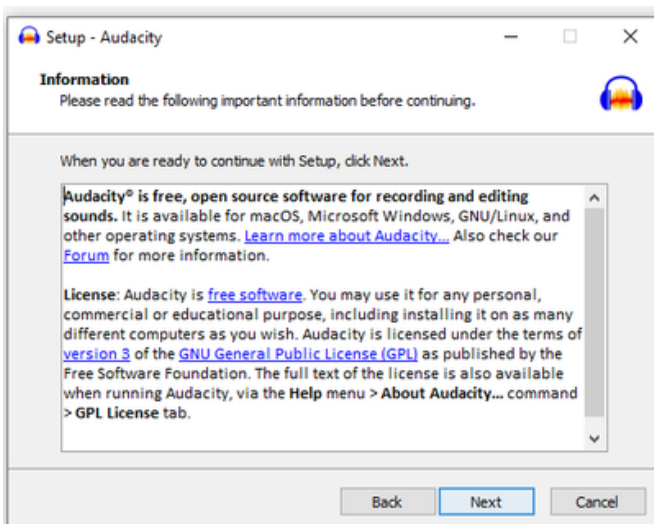 Setup - Audacity
Information
Please read the following important information before continuing.
When you are ready to continue with Setup, click Next.
Audacity® is free, open source software for recording and editing
sounds. It is available for macOS, Microsoft Windows, GNU/Linux, and
other operating systems. Learn more about Audacity... Also check our
Forum for more information.
License: Audacity is free software. You may use it for any personal,
commercial or educational purpose, including installing it on as many
different computers as you wish. Audacity is licensed under the terms of
version 3 of the GNU General Public License (GPL) as published by the
Free Software Foundation. The full text of the license is also available
when running Audacity, via the Help menu > About Audacity... command
> GPL License tab.
Back Next Cancel